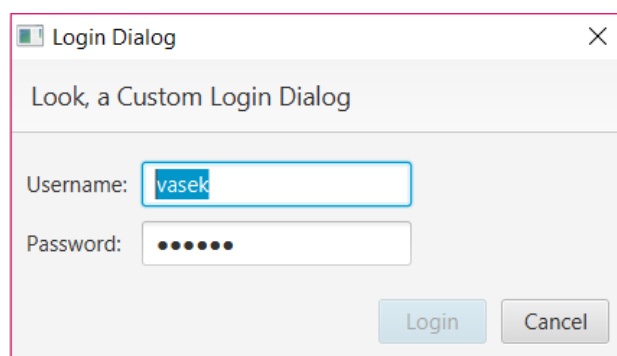 Login Dialog
Look, a Custom Login Dialog
Username: vasek
Password: ●●●●●●
Login Cancel